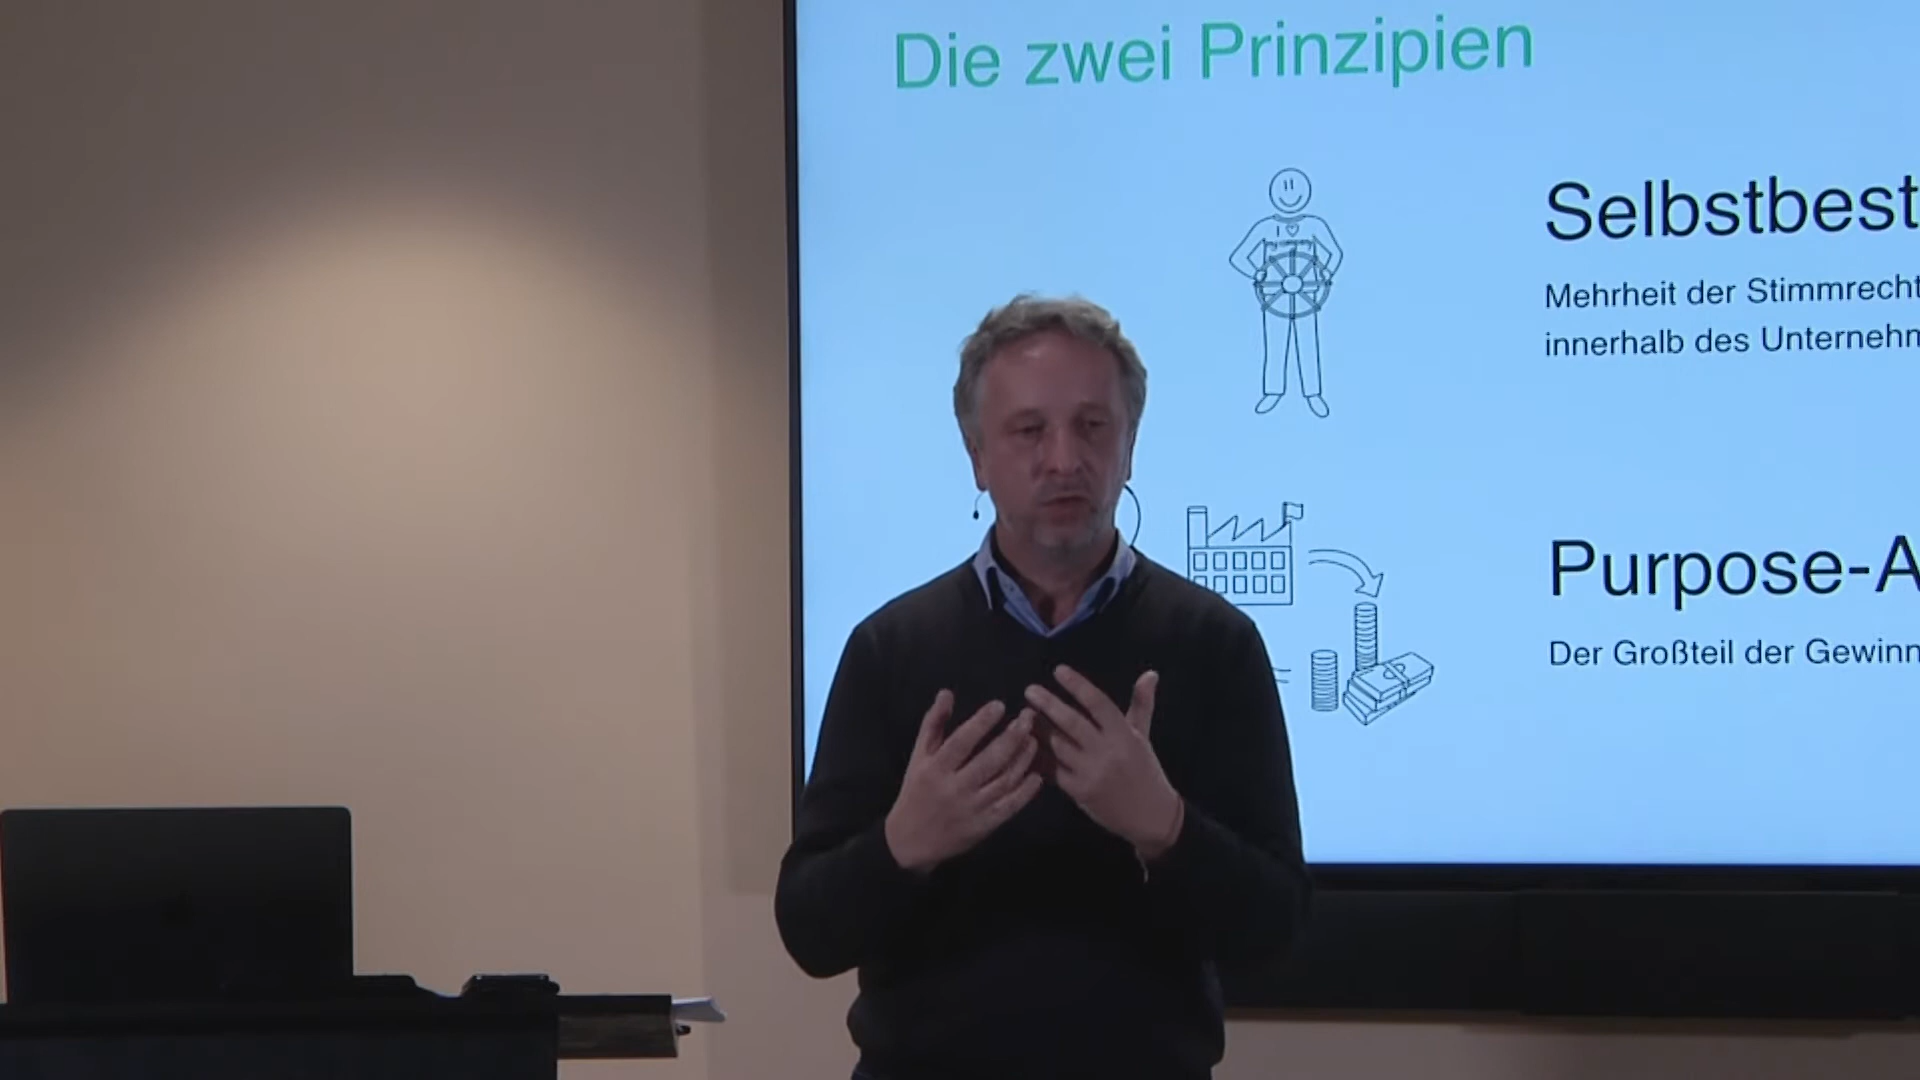 Die zwei Prinzipien
Selbstbest
Mehrheit der Stimmrecht
innerhalb des Unternehm
Purpose-A
Der Großteil der Gewinn
I ♡